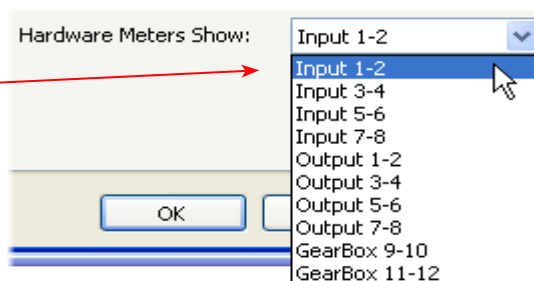 Hardware Meters Show: Input 1-2
Input 1-2
Input 3-4
Input 5-6
Input 7-8
Output 1-2
Output 3-4
Output 5-6
Output 7-8
OK
GearBox 9-10
GearBox 11-12